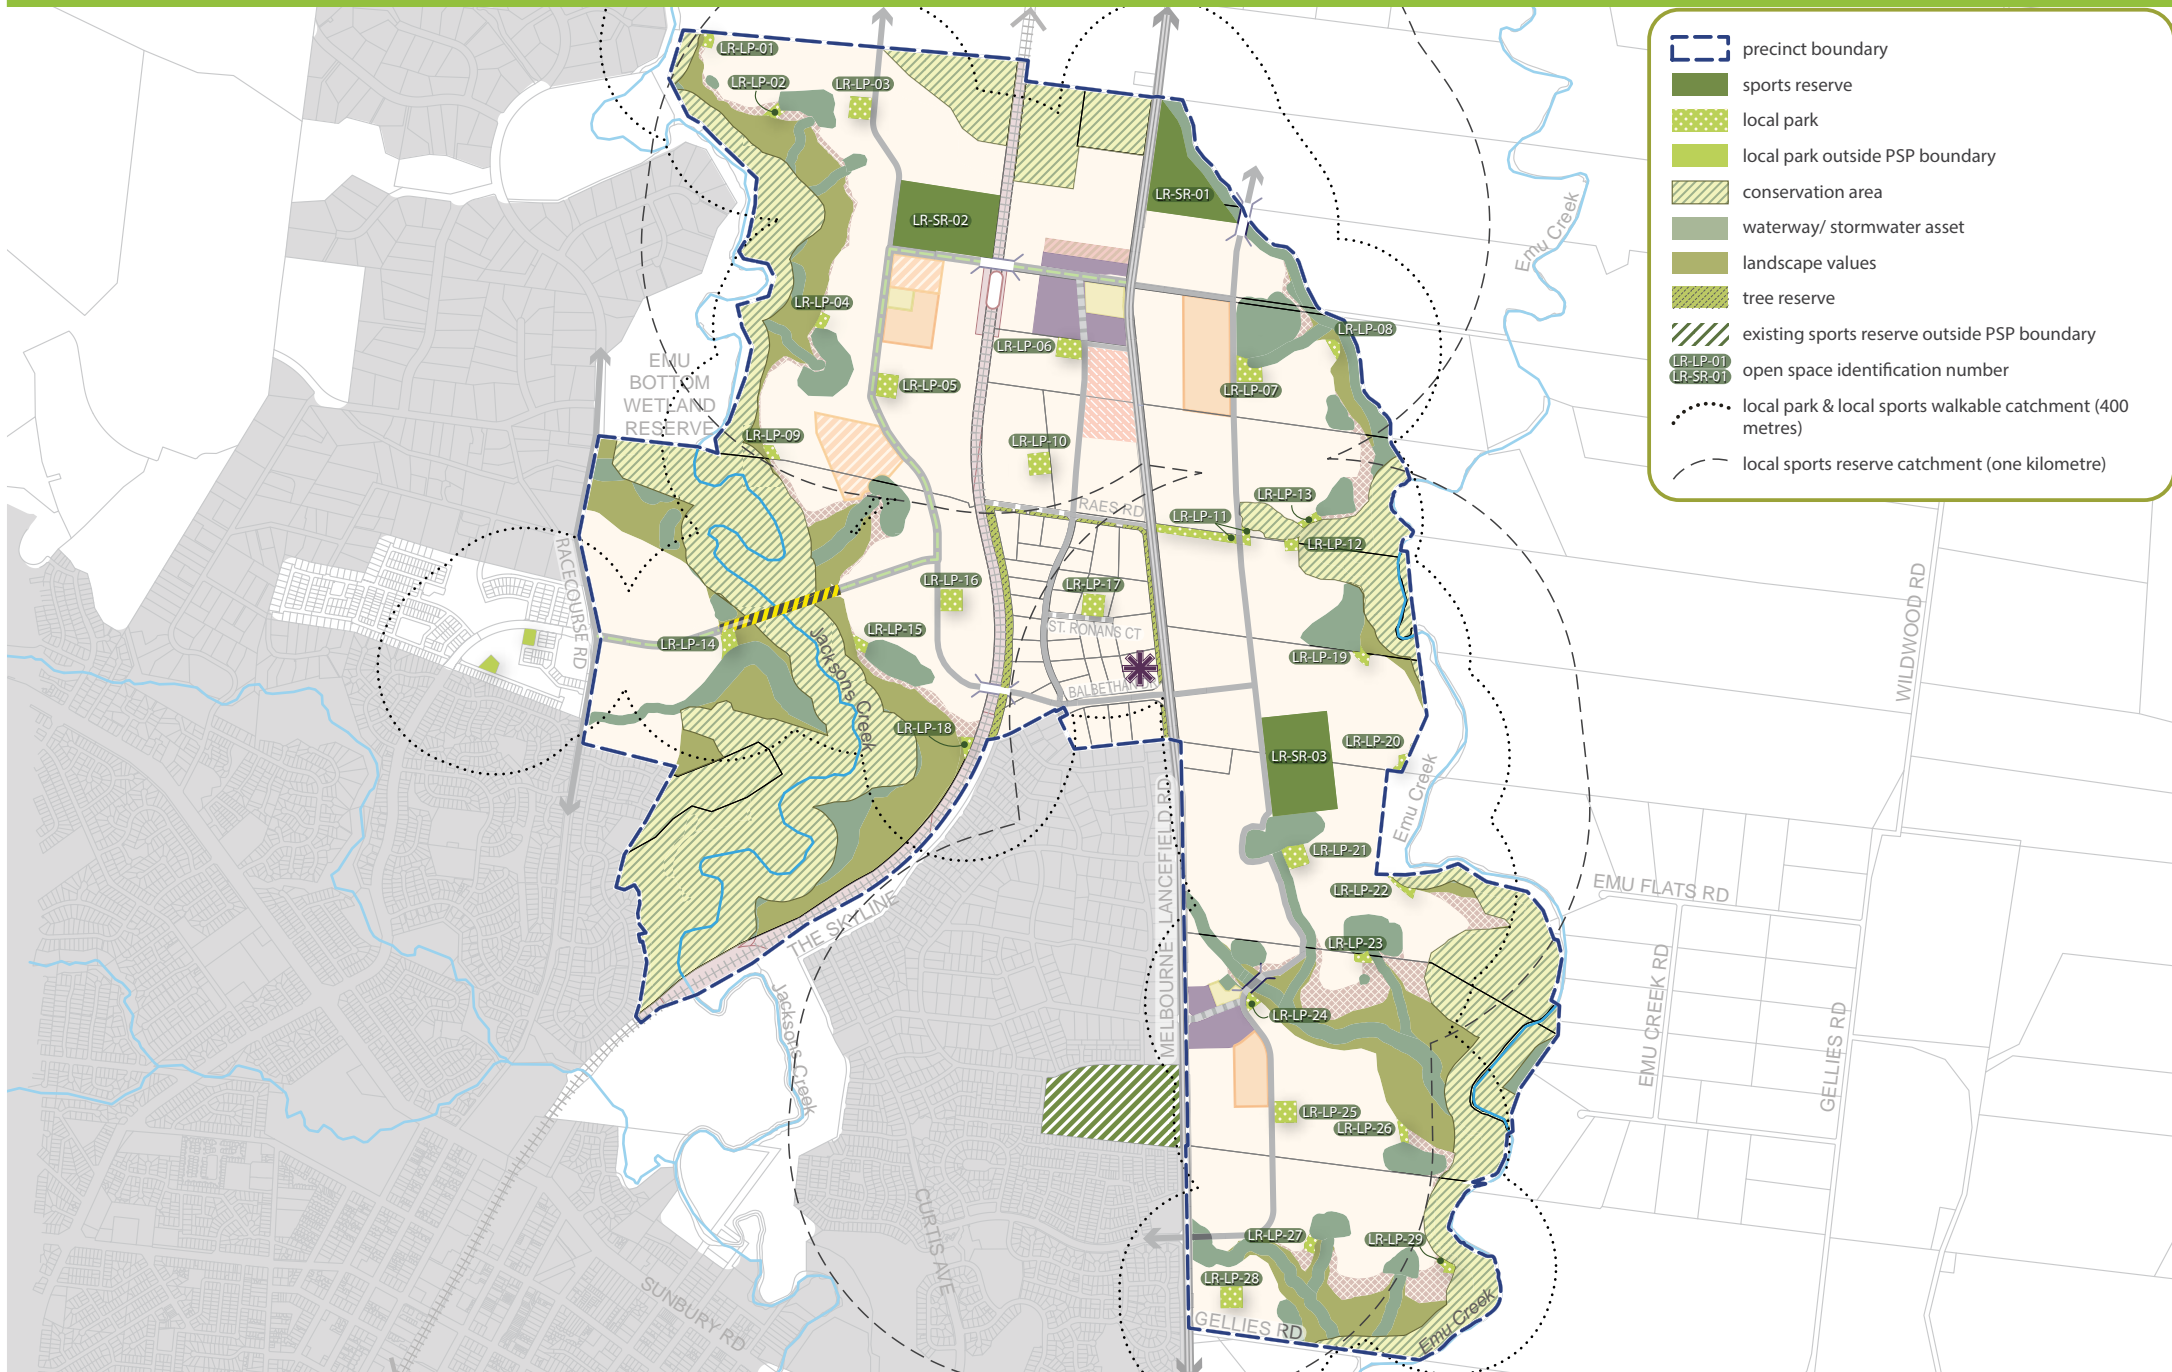 precinct boundary
sports reserve
local park
local park outside PSP boundary
conservation area
waterway/ stormwater asset
landscape values
tree reserve
existing sports reserve outside PSP boundary
LR-LP-01
LR-SR-01
open space identification number
local park & local sports walkable catchment (400
metres)
local sports reserve catchment (one kilometre)
LR-LP-01
LR-LP-02
LR-LP-03
LR-SR-01
LR-SR-02
Emu Creek
LR-LP-04
LR-LP-08
LR-LP-06
EMU
BOTTOM
WETLAND
RESERVE
LR-LP-05
LR-LP-07
LR-LP-09
LR-LP-10
LR-LP-13
RAES RD
LR-LP-11
LR-LP-12
RACECOURSE RD
LR-LP-16
LR-LP-17
WILDWOOD RD
ST. RONANS CT
LR-LP-15
LR-LP-14
LR-LP-19
Jacksons Creek
BALBETHAN
LR-LP-18
LR-SR-03
LR-LP-20
Emu Creek
MELBOURNE LANCEFIELD RD
LR-LP-21
LR-LP-22
EMU FLATS RD
THE SKYLINE
LR-LP-23
LR-LP-24
Jacksons Creek
EMU CREEK RD
GELLIES RD
LR-LP-25
LR-LP-26
CURTIS AVE
LR-LP-27
LR-LP-29
LR-LP-28
SUNBURY RD
GELLIES RD
Emu Creek